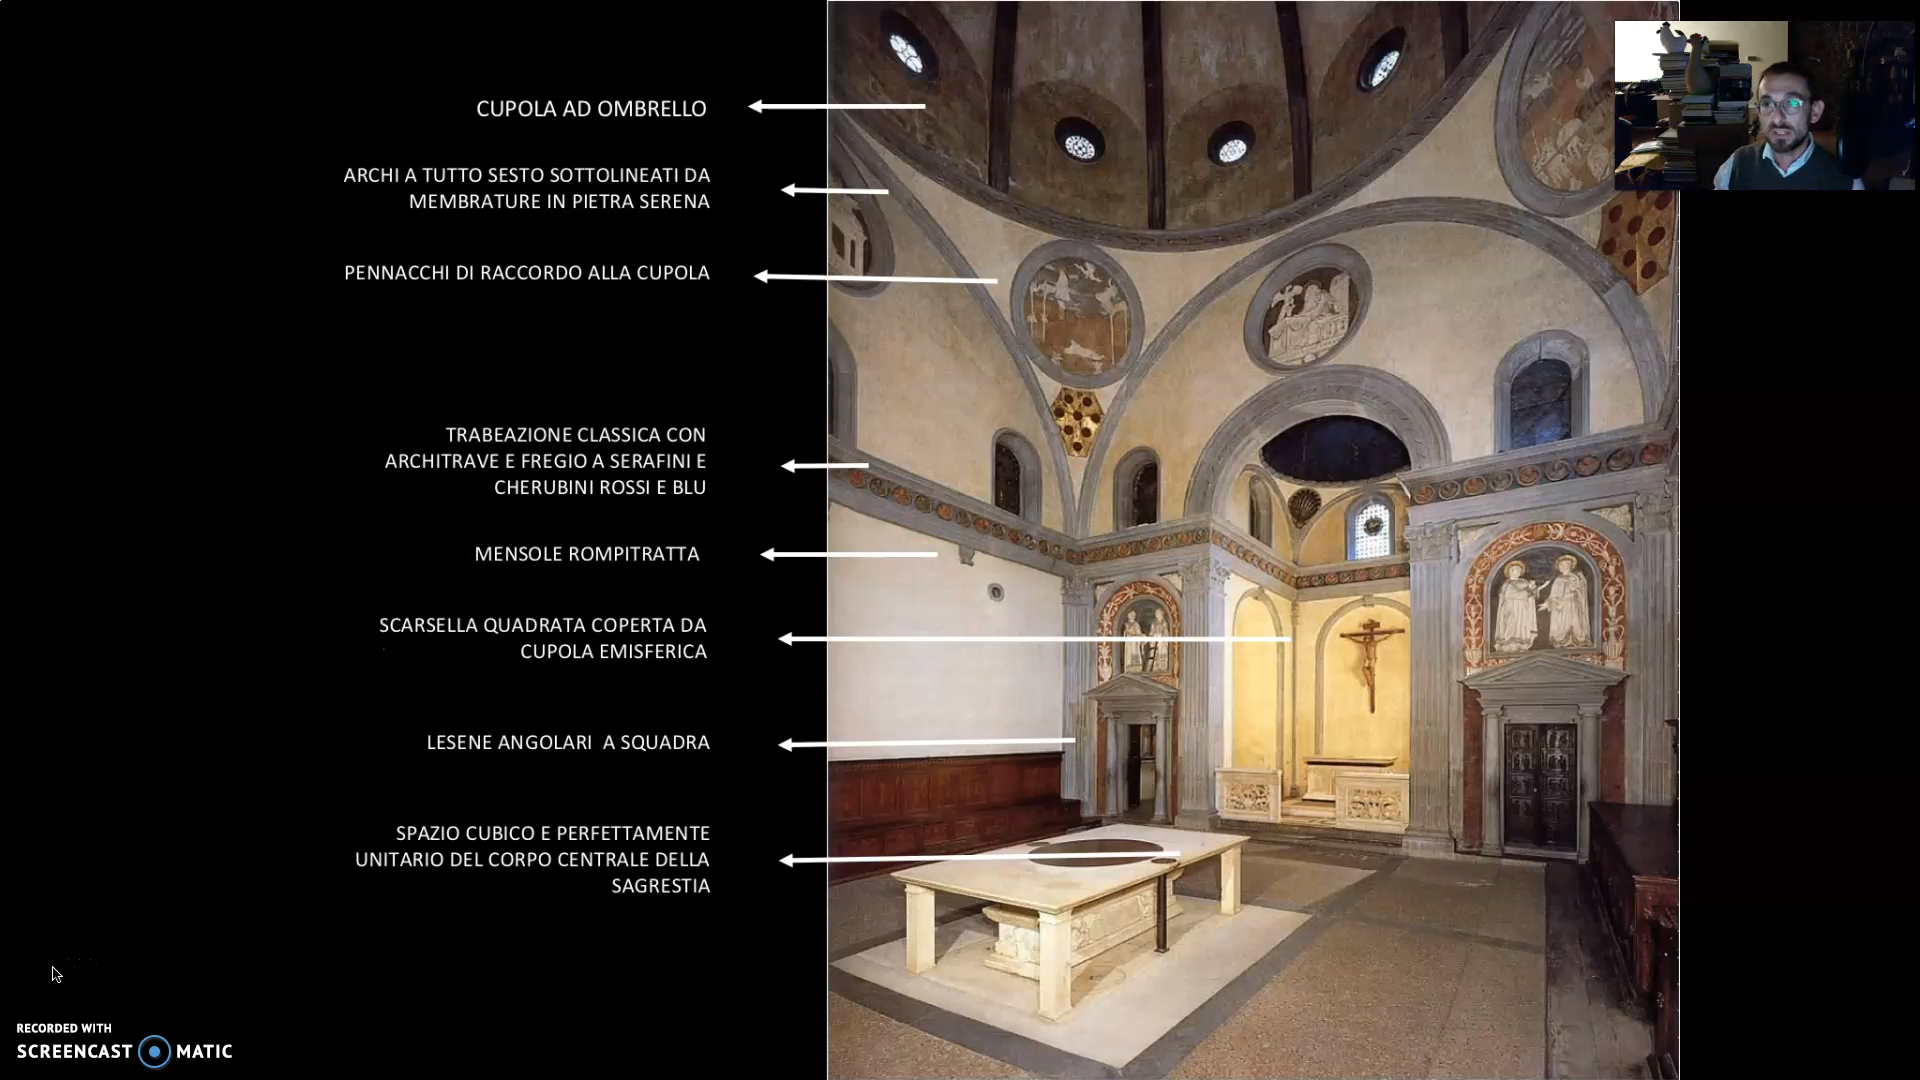 CUPOLA AD OMBRELLO
ARCHI A TUTTO SESTO SOTTOLINEATI DA
MEMBRATURE IN PIETRA SERENA
PENNACCHI DI RACCORDO ALLA CUPOLA
TRABEAZIONE CLASSICA CON
ARCHITRAVE E FREGIO A SERAFINI E
CHERUBINI ROSSI E BLU
MENSOLE ROMPITRATTA
SCARSELLA QUADRATA COPERTA DA
CUPOLA EMISFERICA
LESENE ANGOLARI A SQUADRA
SPAZIO CUBICO E PERFETTAMENTE
UNITARIO DEL CORPO CENTRALE DELLA
SAGRESTIA
RECORDED WITH
SCREENCAST MATIC